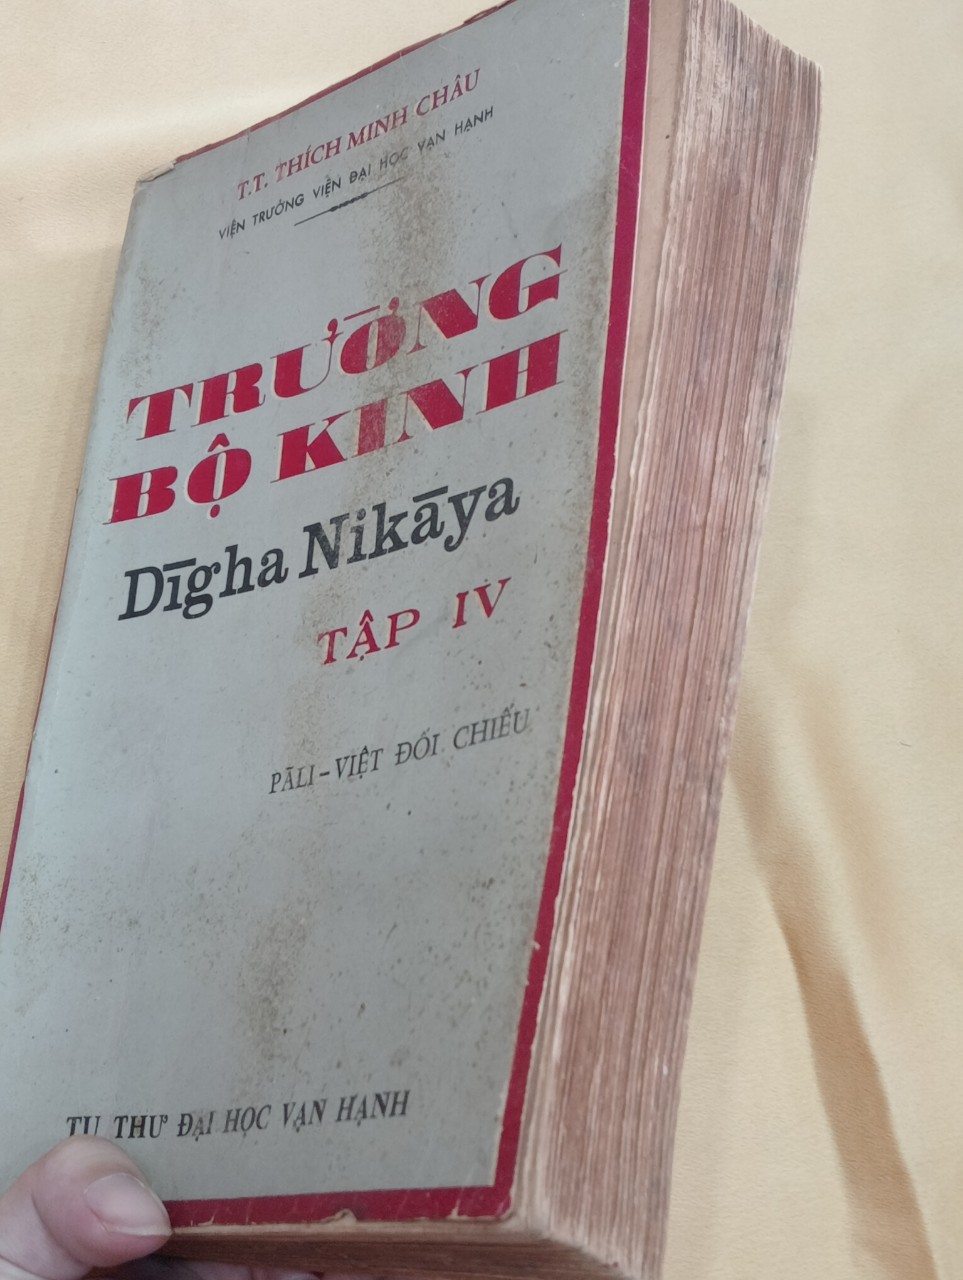 T.T. THÍCH MINH CHÂU
VIỆN TRƯỞNG VIỆN ĐẠI HỌC VẠN HẠNH
TRƯỜNG
BỘ KINH
Dīgha Nikāya
TẬP IV
PĀLI-VIỆT ĐỐI CHIẾU
TU THƯ ĐẠI HỌC VẠN HẠNH